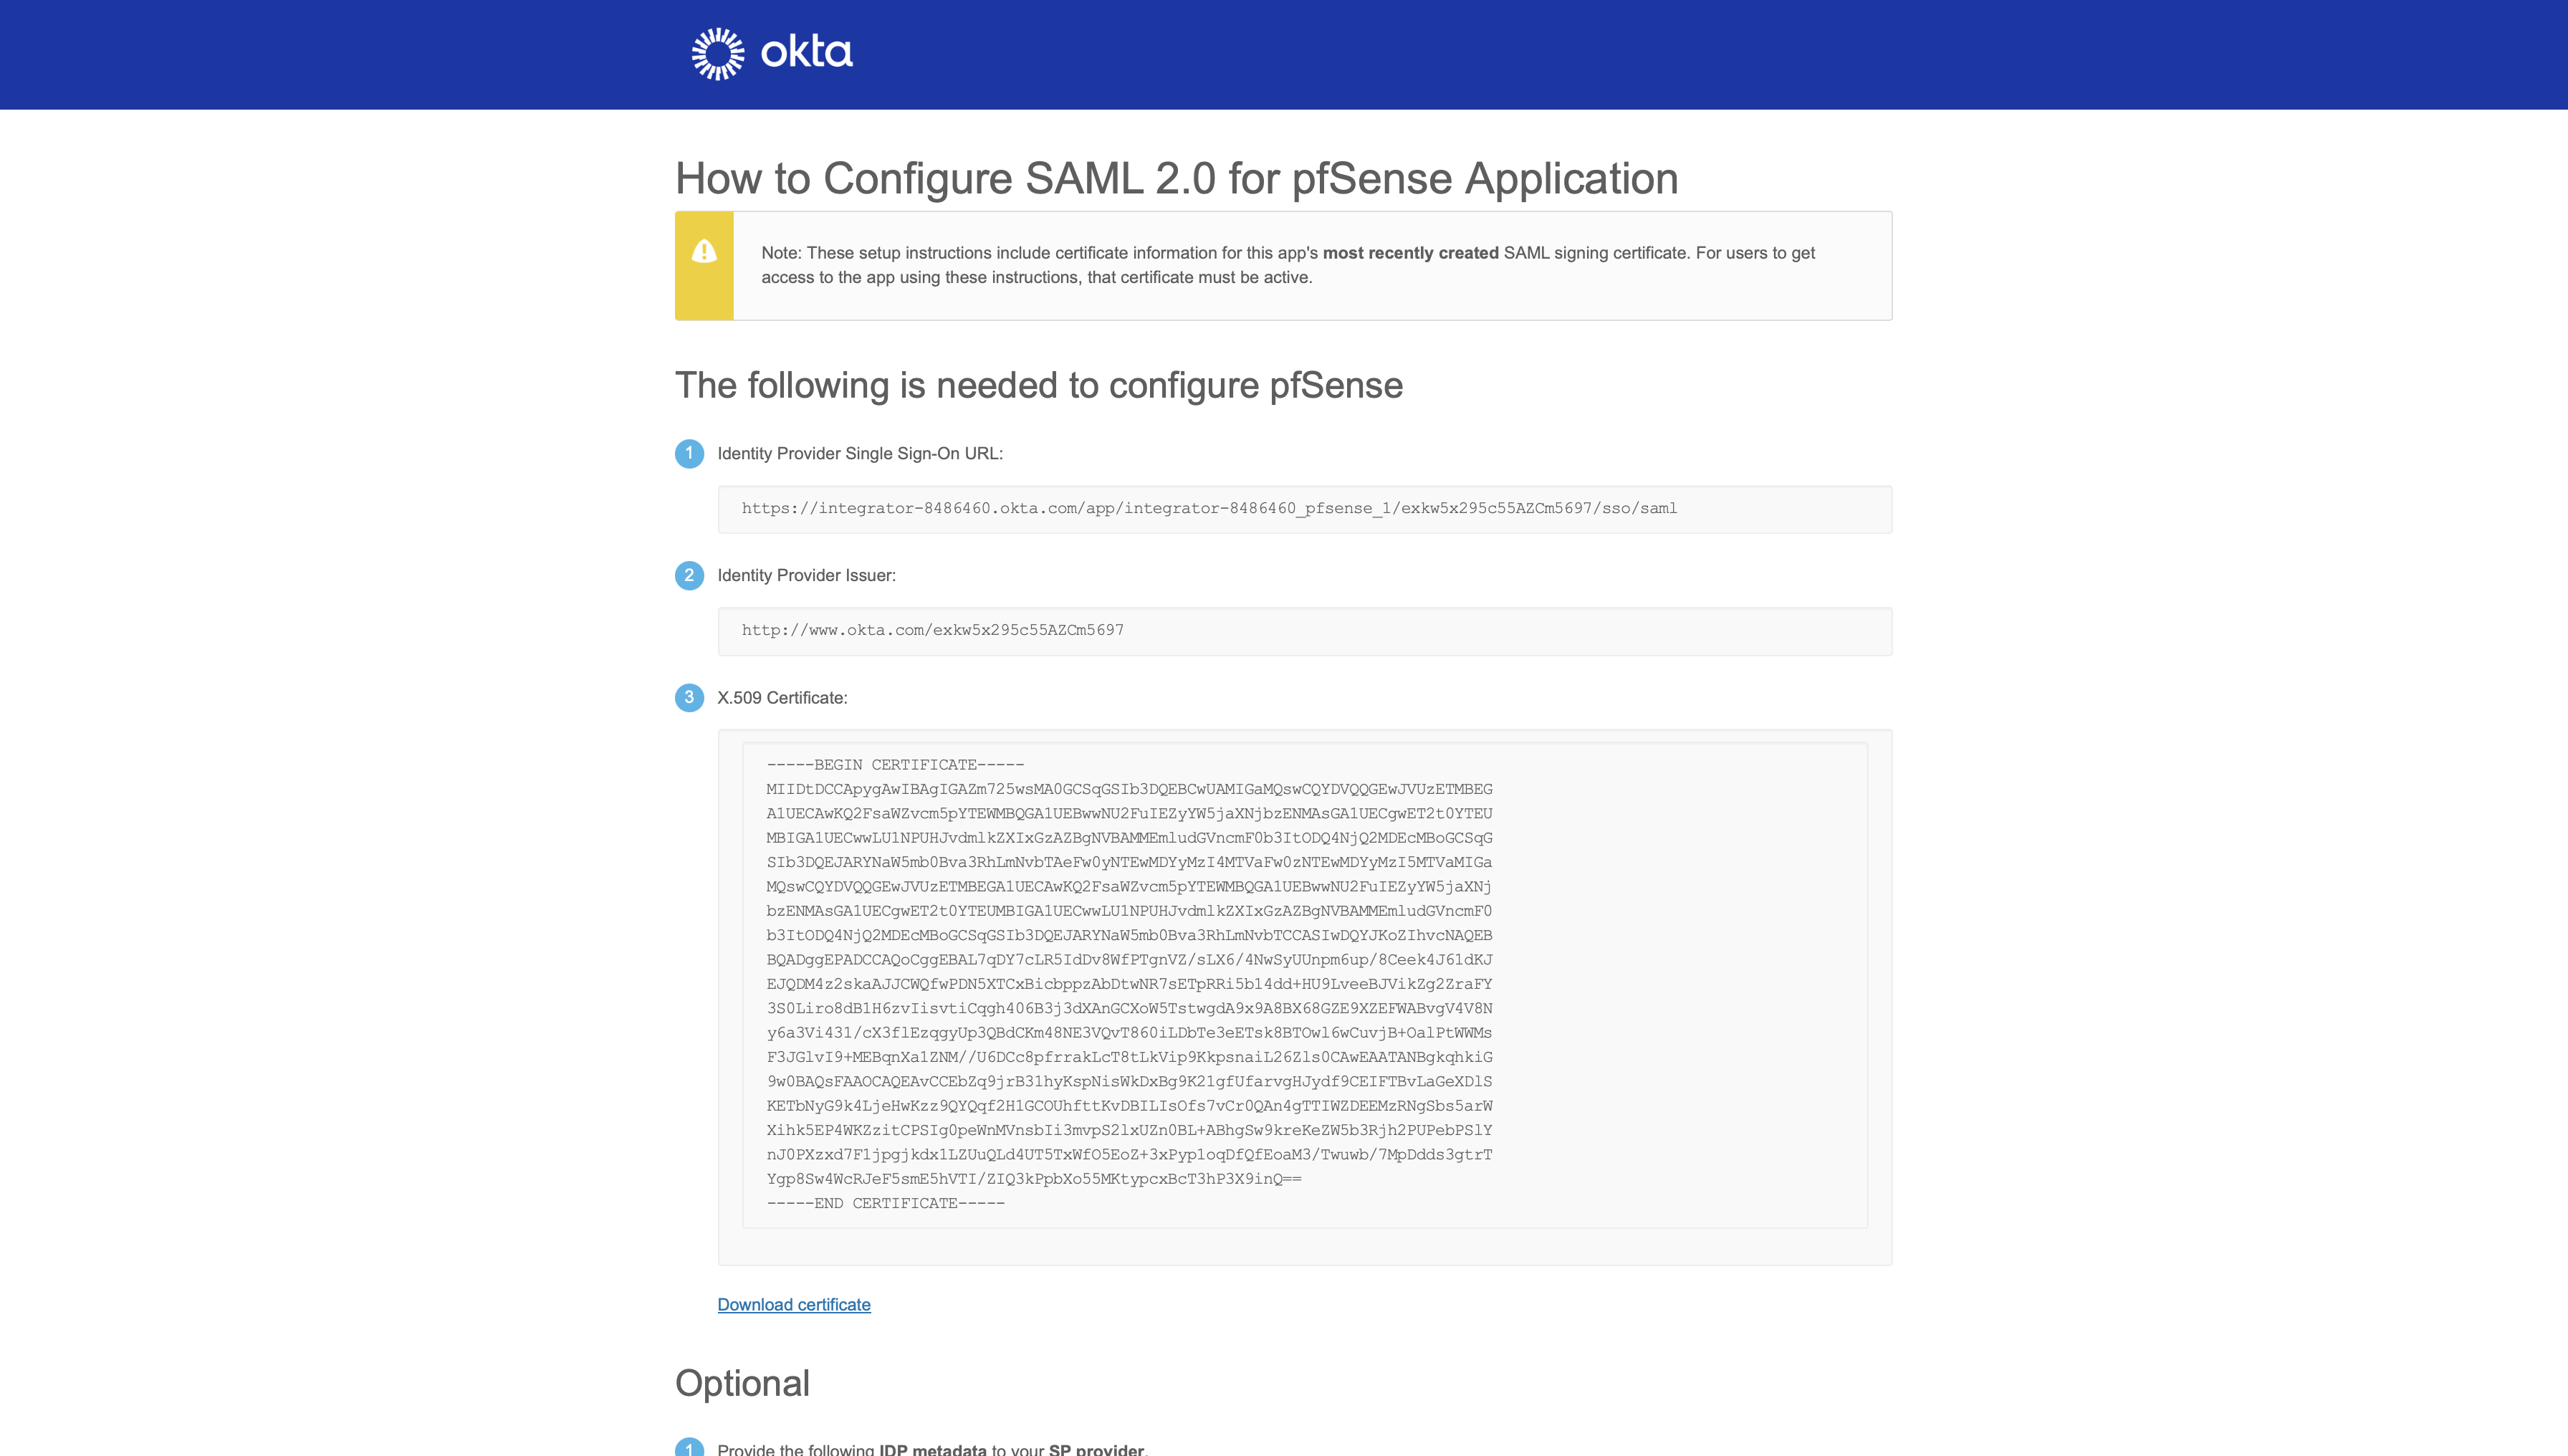 okta
How to Configure SAML 2.0 for pfSense Application
Note: These setup instructions include certificate information for this app's most recently created SAML signing certificate. For users to get
access to the app using these instructions, that certificate must be active.
The following is needed to configure pfSense
1 Identity Provider Single Sign-On URL:
https://integrator-8486460.okta.com/app/integrator-8486460_pfsense_1/exkw5x295c55AZCm5697/sso/saml
2 Identity Provider Issuer:
http://www.okta.com/exkw5x295c55AZCm5697
3 X.509 Certificate:
-----BEGIN CERTIFICATE-----
MIIDtDCCApygAwIBAgIGAZm725wsMA0GCSqGSIb3DQEBCwUAMIGaMQswCQYDVQQGEwJVUzETMBEG
A1UECAwKQ2FsaWZvcm5pYTEWMBQGA1UEBwwNU2FuIEZyYW5jaXNjbzENMAsGA1UECgwET2t0YTEU
MBIGA1UECwwLU1NPUHJvdmlkZXIxGzAZBgNVBAMMEmludGVncmF0b3ItODQ4NjQ2MDEcMBoGCSqG
SIb3DQEJARYNaW5mb0Bva3RhLmNvbTAeFw0yNTEwMDYyMzI4MTVaFw0zNTEwMDYyMzI5MTVaMIGa
MQswCQYDVQQGEwJVUzETMBEGA1UECAwKQ2FsaWZvcm5pYTEWMBQGA1UEBwwNU2FuIEZyYW5jaXNj
bzENMAsGA1UECgwET2t0YTEUMBIGA1UECwwLU1NPUHJvdmlkZXIxGzAZBgNVBAMMEmludGVncmF0
b3ItODQ4NjQ2MDEcMBoGCSqGSIb3DQEJARYNaW5mb0Bva3RhLmNvbTCCASIwDQYJKoZIhvcNAQEB
BQADggEPADCCAQoCggEBAL7qDY7cLR5IdDv8WfPTgnVZ/sLX6/4NwSyUUnpm6up/8Ceek4J61dKJ
EJQDM4z2skaAJJCWQfwPDN5XTCxBicbppzAbDtwNR7sETpRRi5b14dd+HU9LveeBJVikZg2ZraFY
3S0Liro8dB1H6zvIisvtiCqgh406B3j3dXAnGCXoW5TstwgdA9x9A8BX68GZE9XZEFWABvgV4V8N
y6a3Vi431/cX3flEzqgyUp3QBdCKm48NE3VQvT860iLDbTe3eETsk8BTOwl6wCuvjB+OalPtWWMs
F3JGlvI9+MEBqnXa1ZNM//U6DCc8pfrrakLcT8tLkVip9KkpsnaiL26Zls0CAwEAATANBgkqhkiG
9w0BAQsFAAOCAQEAvCCEbZq9jrB31hyKspNisWkDxBg9K21gfUfarvgHJydf9CEIFTBvLaGeXDlS
KETbNyG9k4LjeHwKzz9QYQqf2H1GCOUhfttKvDBILIsOfs7vCr0QAn4gTTIWZDEEMzRNgSbs5arW
Xihk5EP4WKZzitCPSIg0peWnMVnsbIi3mvpS2lxUZn0BL+ABhgSw9kreKeZW5b3Rjh2PUPebPSlY
nJ0PXzxd7F1jpgjkdx1LZUuQLd4UT5TxWfO5EoZ+3xPyp1oqDfQfEoaM3/Twuwb/7MpDdds3gtrT
Ygp8Sw4WcRJeF5smE5hVTI/ZIQ3kPpbXo55MKtypcxBcT3hP3X9inQ==
-----END CERTIFICATE-----
Download certificate
Optional
1 Provide the following IDP metadata to your SP provider.